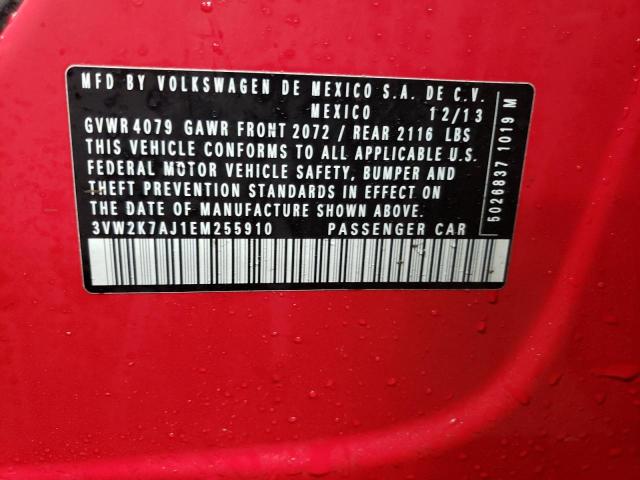 MFD BY VOLKSWAGEN DE MEXICO S.A. DE C.V.
MEXICO 12/13
GVWR 4079 GAWR FRONT 2072 / REAR 2116 LBS
THIS VEHICLE CONFORMS TO ALL APPLICABLE U.S.
FEDERAL MOTOR VEHICLE SAFETY, BUMPER AND
THEFT PREVENTION STANDARDS IN EFFECT ON
THE DATE OF MANUFACTURE SHOWN ABOVE.
3VW2K7AJ1EM255910 PASSENGER CAR
5026837 1019 M